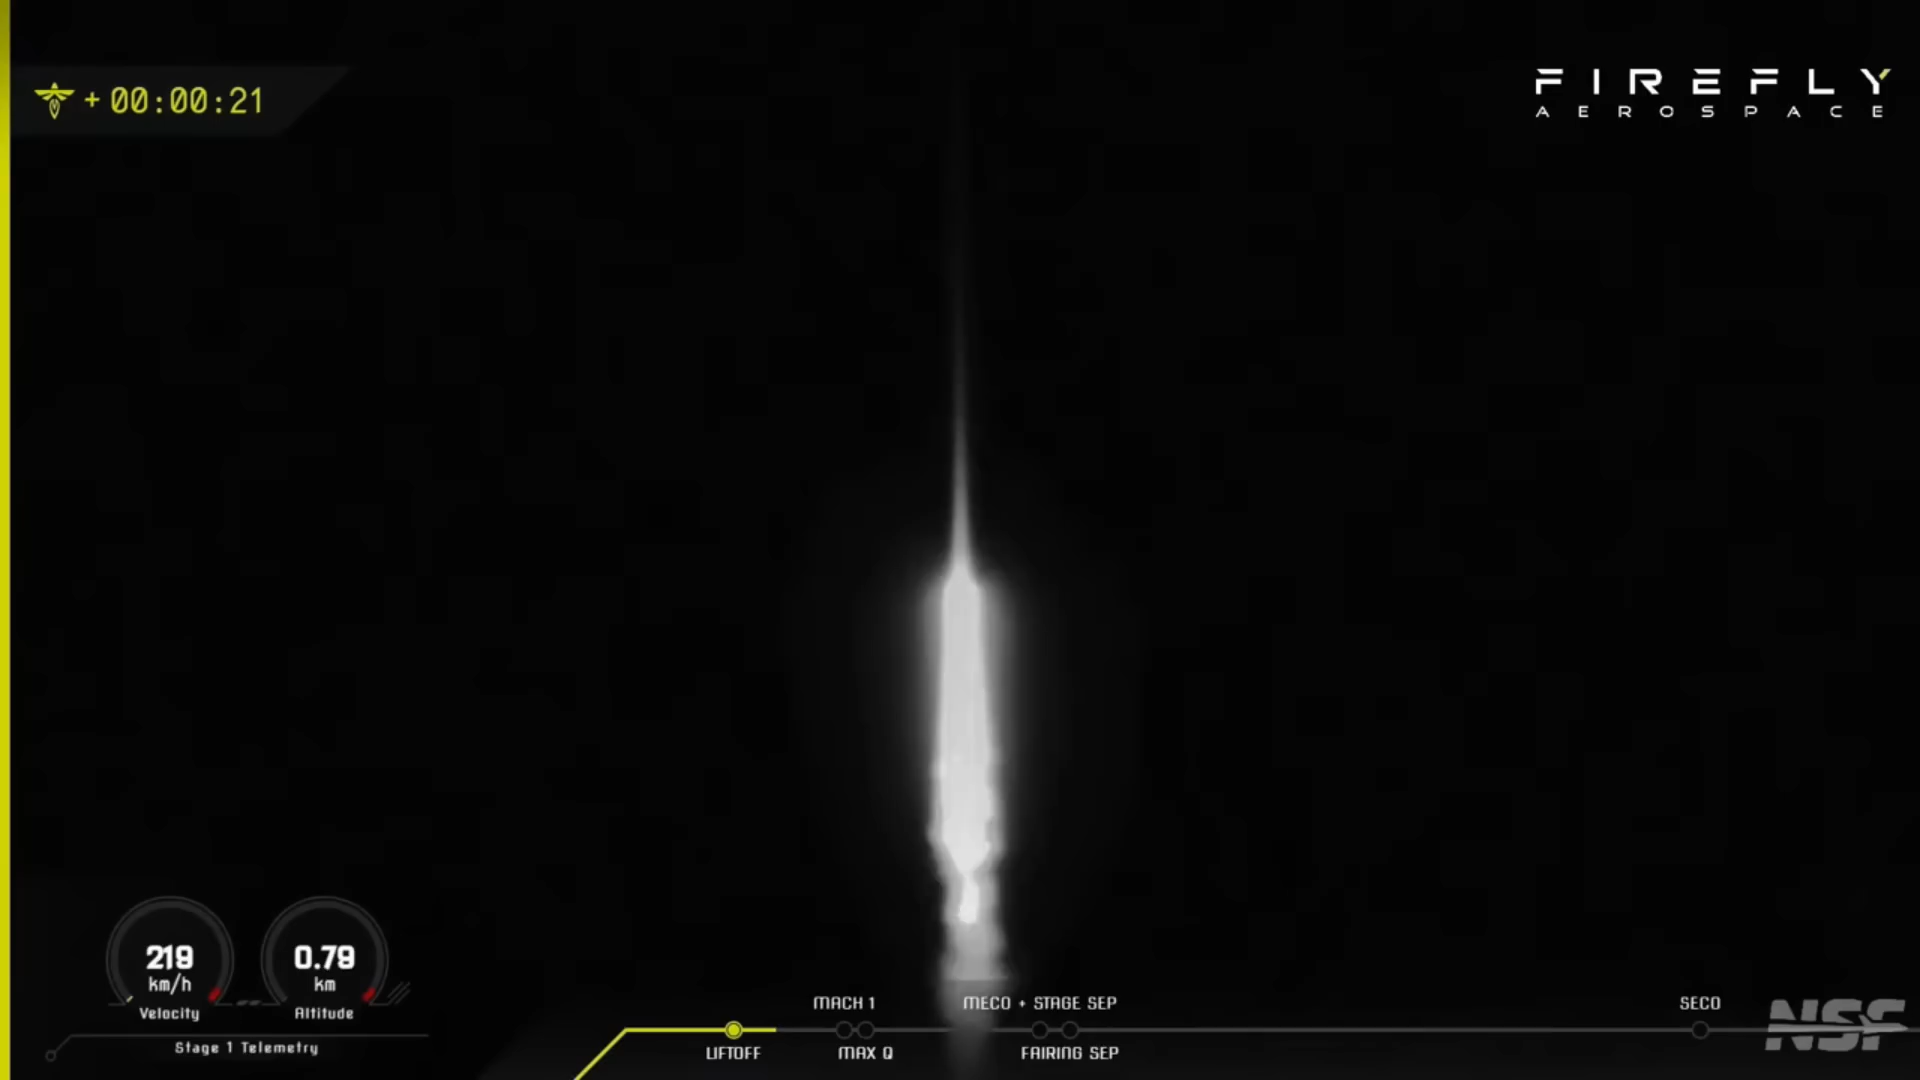 + 00:00:21
FIREFLY
AEROSPACE
219
km/h
Velocity
0.79
km
Altitude
Stage 1 Telemetry
MACH 1
MECO + STAGE SEP
SECO
LIFTOFF
MAX Q
FAIRING SEP
NSF